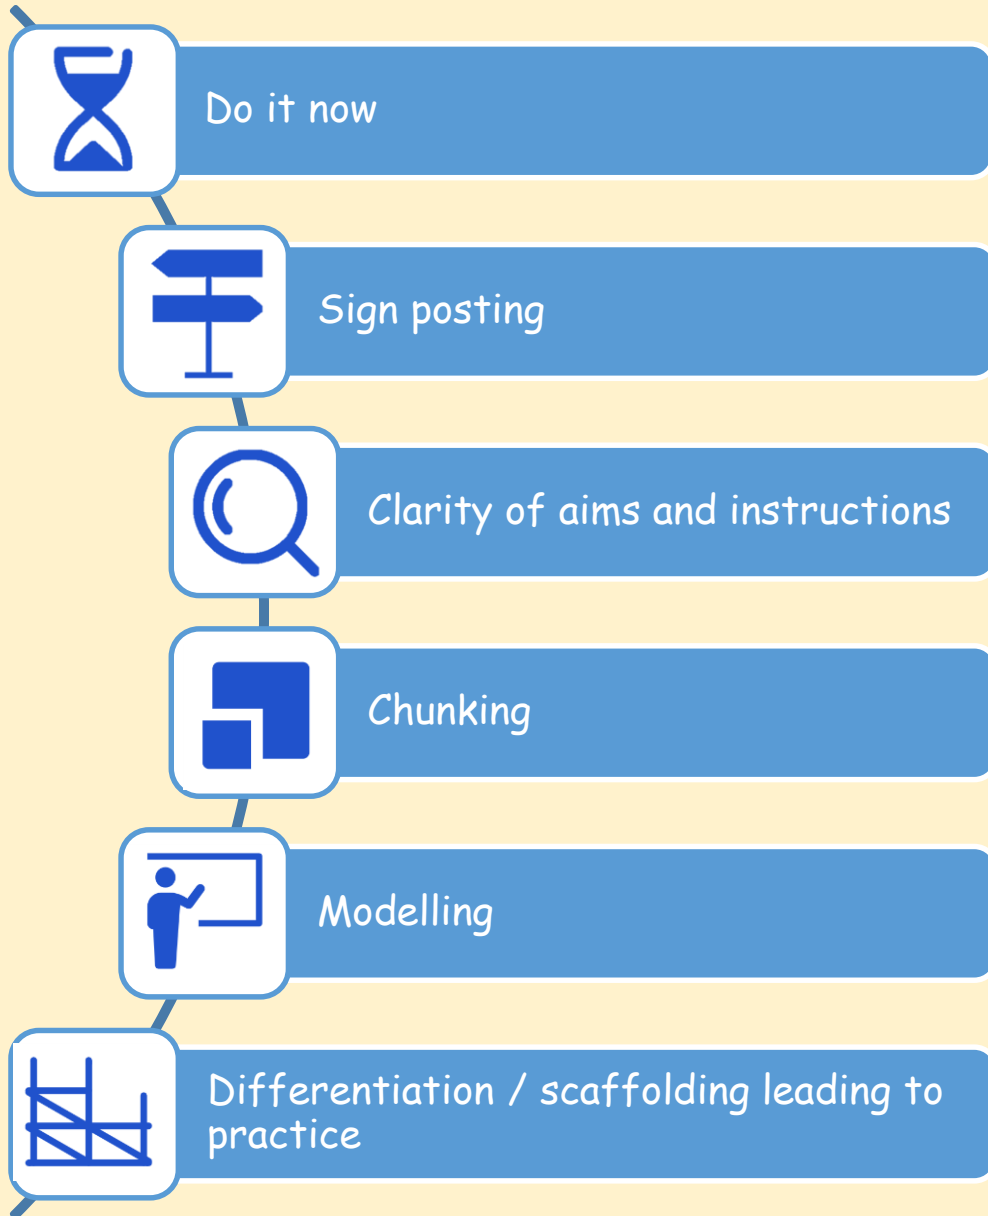 Do it now
Sign posting
Clarity of aims and instructions
Chunking
Modelling
Differentiation / scaffolding leading to
practice